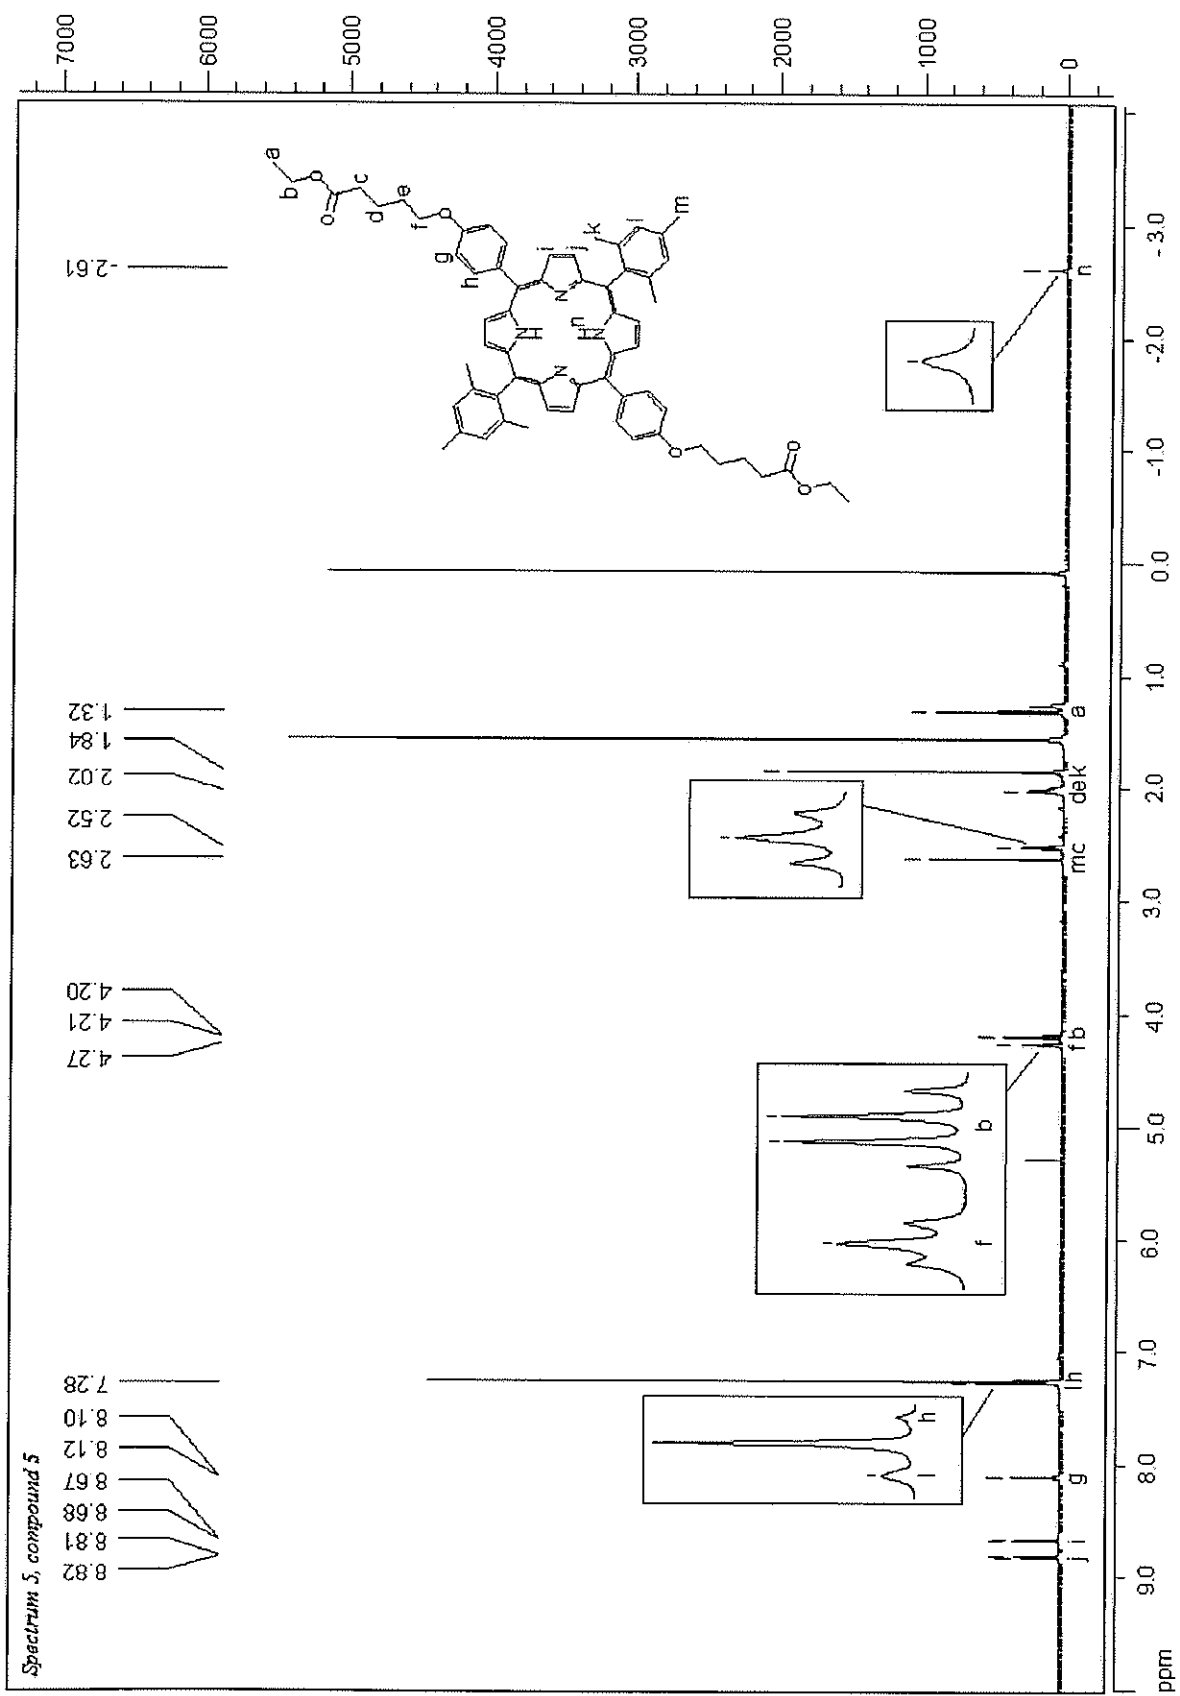 Spectrum 5, compound 5
8.82
8.81
8.68
8.67
8.12
8.10
7.28
4.27
4.21
4.20
2.63
2.52
2.02
1.84
1.32
-2.61
7000
6000
5000
4000
3000
2000
1000
0
a
b
O
O
c
d
e
f
O
g
h
i
j
k
l
m
N
NH
n
HN
N
O
O
O
l h
f b
n
j i g l h f b m c d e k a n
ppm 9.0 8.0 7.0 6.0 5.0 4.0 3.0 2.0 1.0 0.0 -1.0 -2.0 -3.0